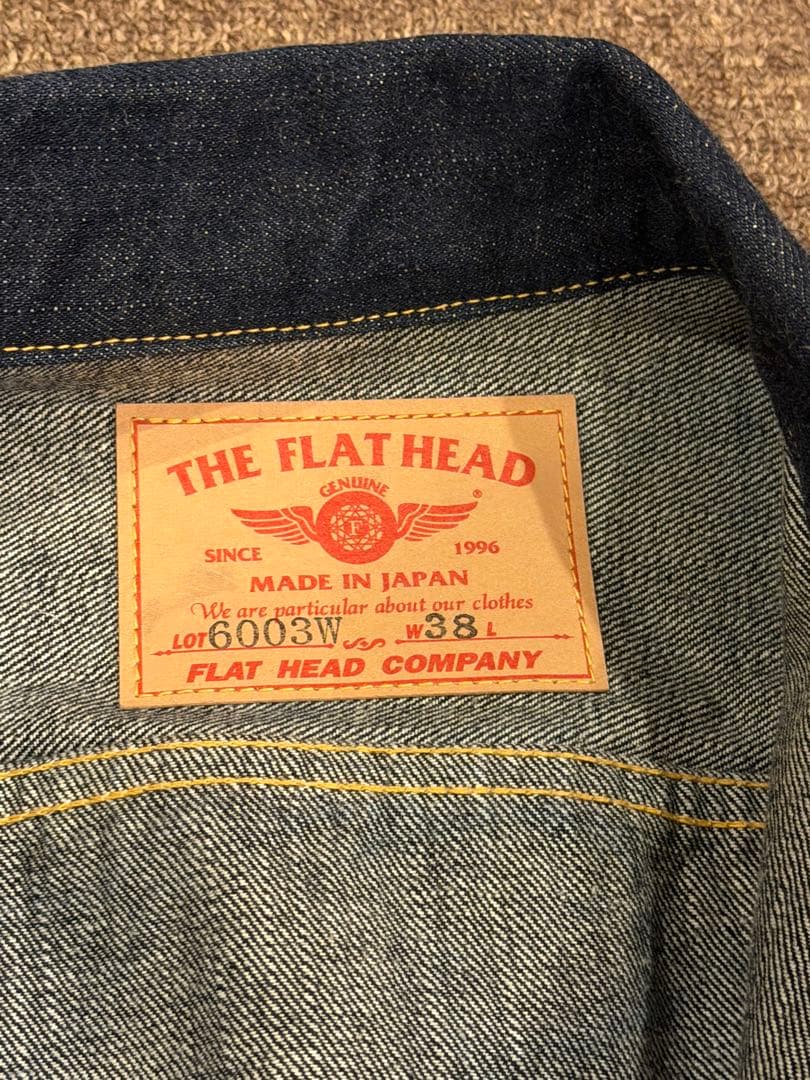 THE FLAT HEAD
GENUINE
®
F
SINCE 1996
MADE IN JAPAN
We are particular about our clothes
LOT 6003W W 38 L
FLAT HEAD COMPANY